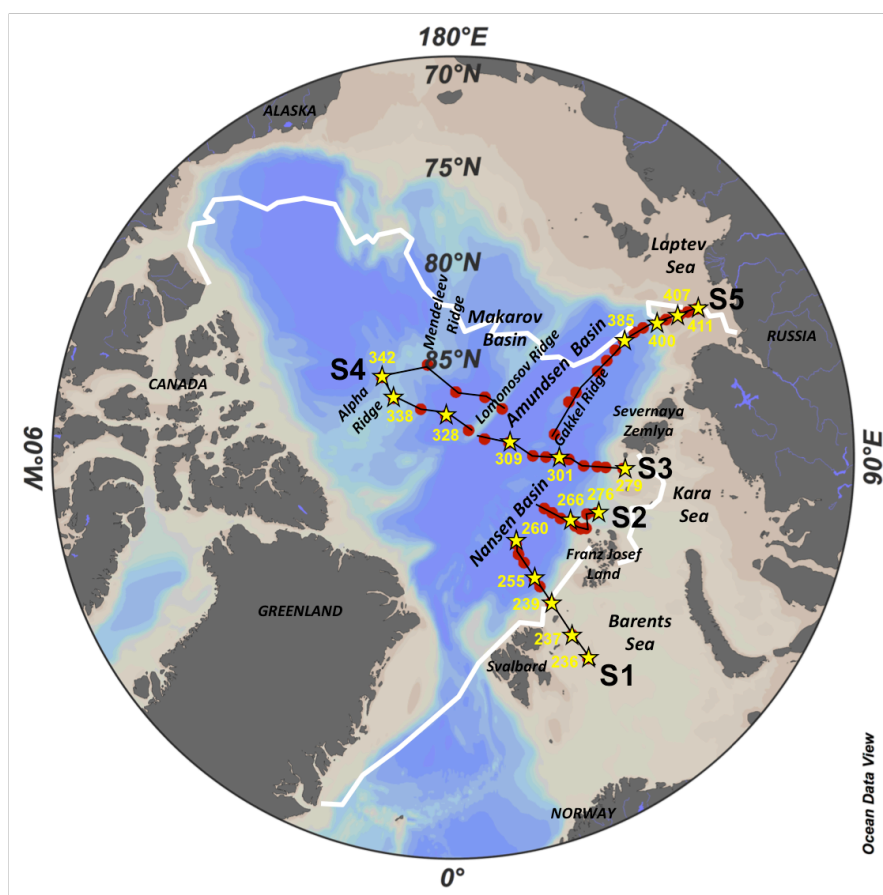 180°E
70°N
ALASKA
75°N
Laptev
Sea
80°N
Mendeleev
Ridge
Makarov
Basin
407
S5
385
411
400
RUSSIA
85°N
Lomonosov Ridge
Amundsen Basin
Gakkel Ridge
342
S4
CANADA
Alpha
Ridge
338
328
309
301
Severnaya
Zemlya
90°W
90°E
S3
279
Kara
Sea
Nansen Basin
266
276
S2
260
Franz Josef
Land
255
239
GREENLAND
Barents
Sea
237
236
S1
Svalbard
NORWAY
0°
Ocean Data View